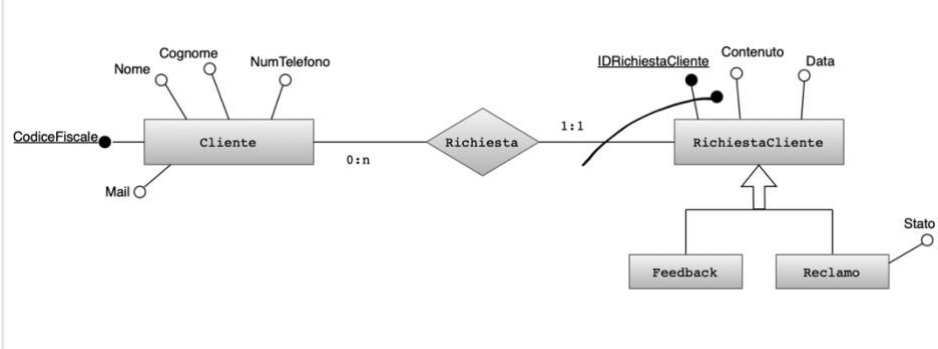 Cognome
Nome
NumTelefono
CodiceFiscale
Cliente
Mail
0:n
Richiesta
1:1
IDRichiestaCliente
Contenuto
Data
RichiestaCliente
Stato
Feedback
Reclamo